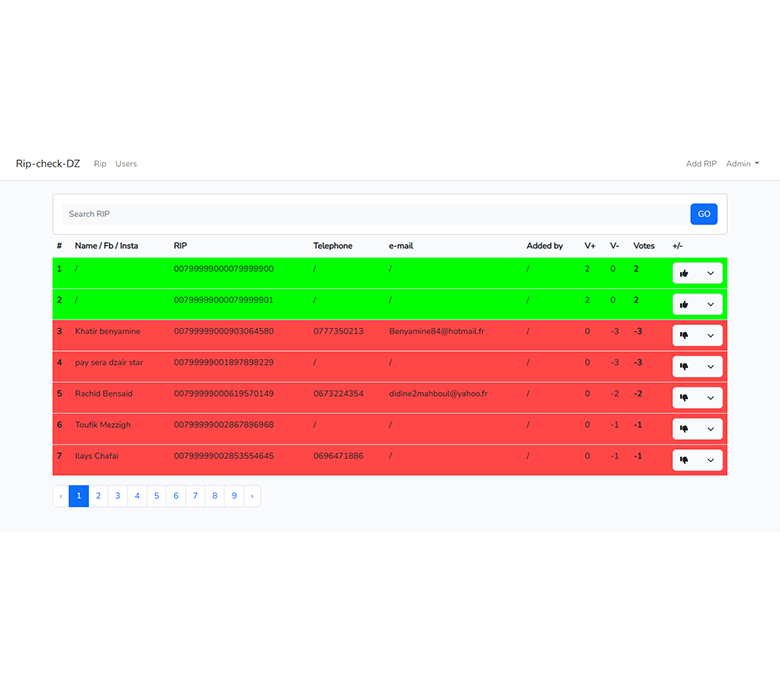 Rip-check-DZ Rip Users Add RIP Admin
Search RIP GO
# Name / Fb / Insta RIP Telephone e-mail Added by V+ V- Votes +/-
1 / 00799999000079999900 / / / 2 0 2
2 / 00799999000079999901 / / / 2 0 2
3 Khatir benyamine 00799999000903064580 0777350213 Benyamine84@hotmail.fr / 0 -3 -3
4 pay sera dzair star 00799999001897898229 / / / 0 -3 -3
5 Rachid Bensaid 00799999000619570149 0673224354 didine2mahboul@yahoo.fr / 0 -2 -2
6 Toufik Mezzigh 00799999002867896968 / / / 0 -1 -1
7 Ilays Chafai 00799999002853554645 0696471886 / / 0 -1 -1
‹ 1 2 3 4 5 6 7 8 9 ›